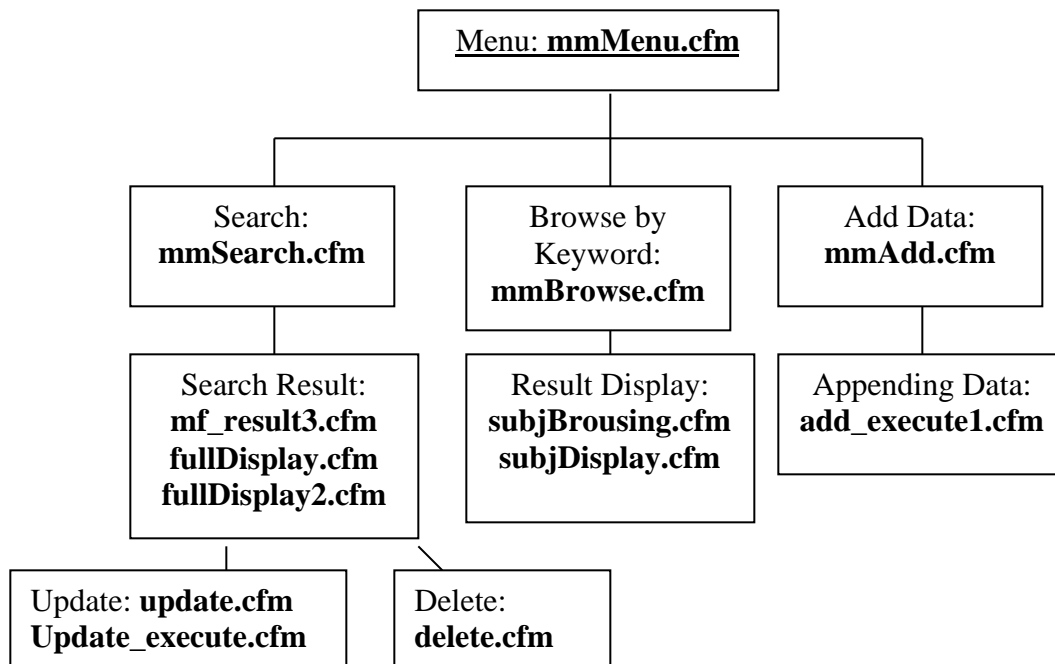 Menu: mmMenu.cfm
Search:
mmSearch.cfm
Browse by
Keyword:
mmBrowse.cfm
Add Data:
mmAdd.cfm
Search Result:
mf_result3.cfm
fullDisplay.cfm
fullDisplay2.cfm
Result Display:
subjBrousing.cfm
subjDisplay.cfm
Appending Data:
add_execute1.cfm
Update: update.cfm
Update_execute.cfm
Delete:
delete.cfm